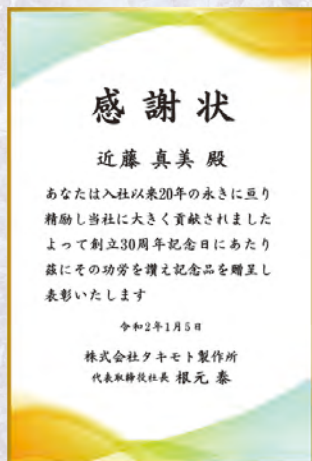 感謝状
近藤 真美 殿
あなたは入社以来20年の永きに亘り
精励し当社に大きく貢献されました
よって創立30周年記念日にあたり
茲にその功労を讃え記念品を贈呈し
表彰いたします
令和2年1月5日
株式会社タキモト製作所
代表取締役社長 根元 泰